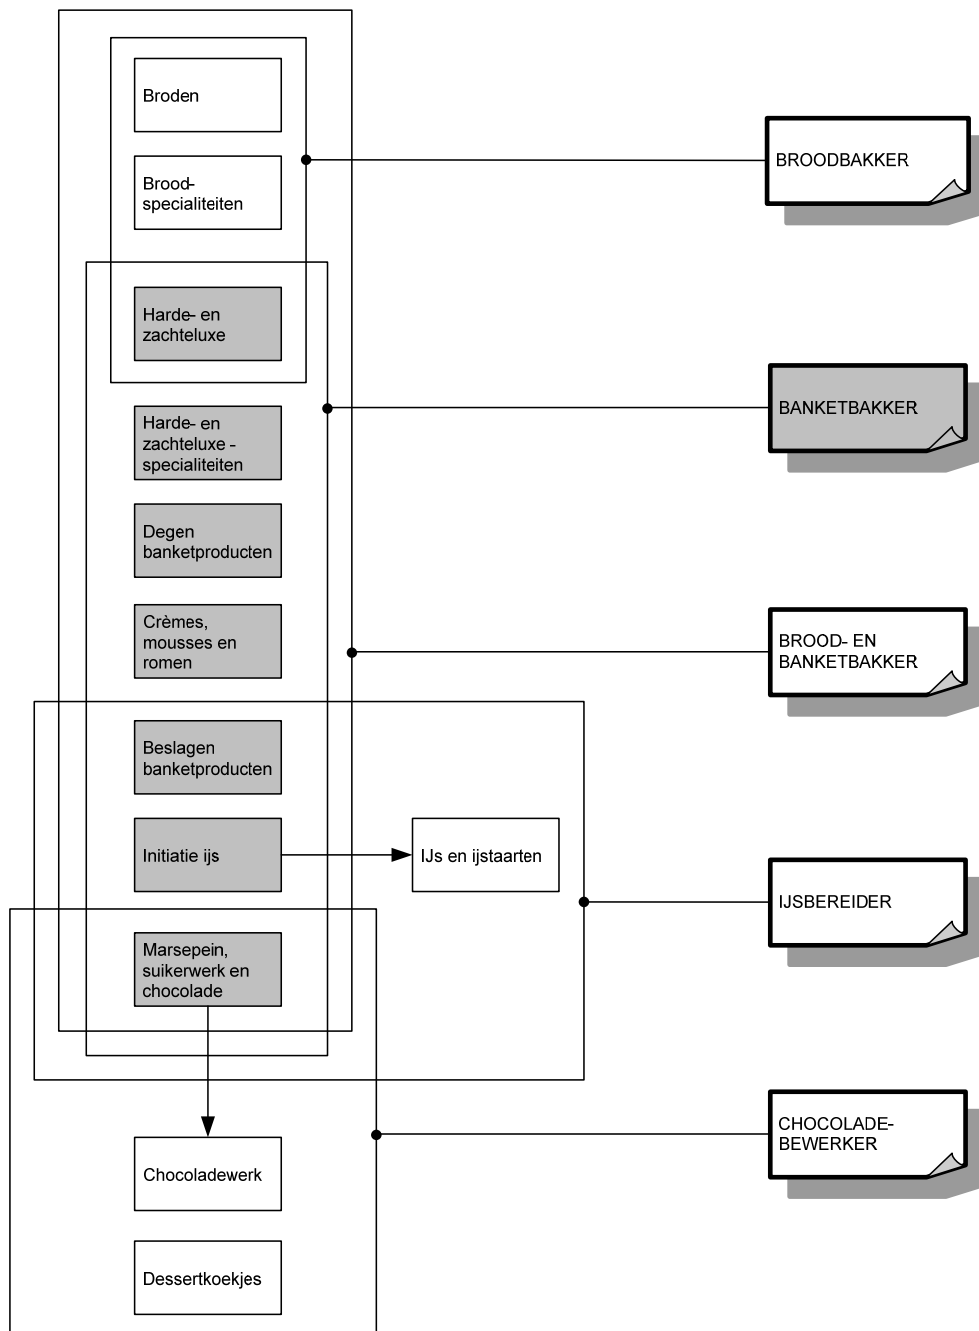 Broden
Brood-
specialiteiten
BROODBAKKER
Harde- en
zachteluxe
Harde- en
zachteluxe -
specialiteiten
BANKETBAKKER
Degen
banketproducten
Crèmes,
mousses en
romen
BROOD- EN
BANKETBAKKER
Beslagen
banketproducten
Initiatie ijs
IJs en ijstaarten
IJSBEREIDER
Marsepein,
suikerwerk en
chocolade
CHOCOLADE-
BEWERKER
Chocoladewerk
Dessertkoekjes